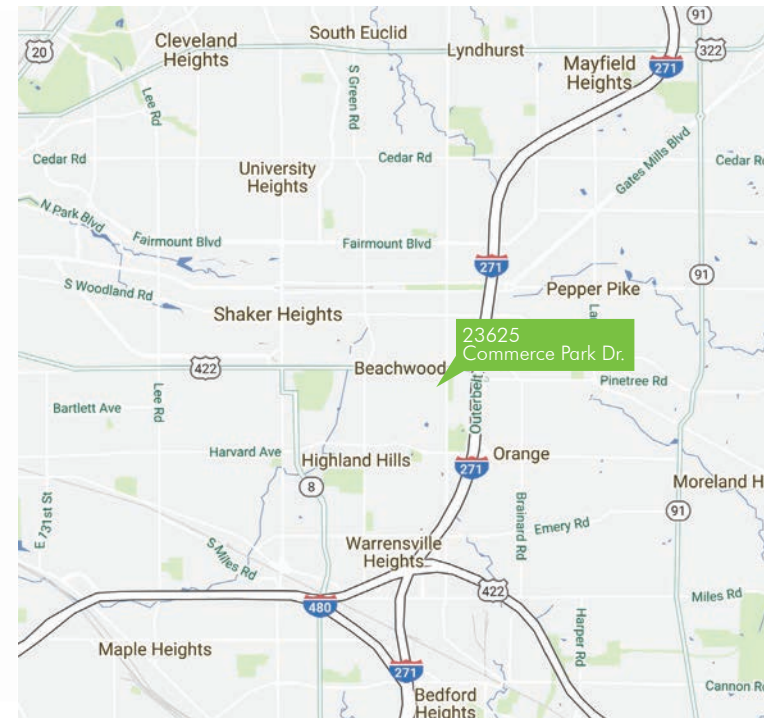 91
South Euclid
Cleveland
Heights
20
Lyndhurst
322
Mayfield
Heights
271
S Green Rd
Lee Rd
Gates Mills Blvd
Cedar Rd
Cedar Rd
University
Heights
N Park Blvd
Fairmount Blvd
Fairmount Blvd
271
91
S Woodland Rd
Pepper Pike
Shaker Heights
23625
Commerce Park Dr.
422
Beachwood
Lee Rd
Pinetree Rd
Outerbelt
Bartlett Ave
Harvard Ave
Highland Hills
271
Orange
8
Moreland H
91
Brainard Rd
Emery Rd
S Miles Rd
Warrensville
Heights
422
480
Miles Rd
Harper Rd
Maple Heights
271
Cannon R
Bedford
Heights